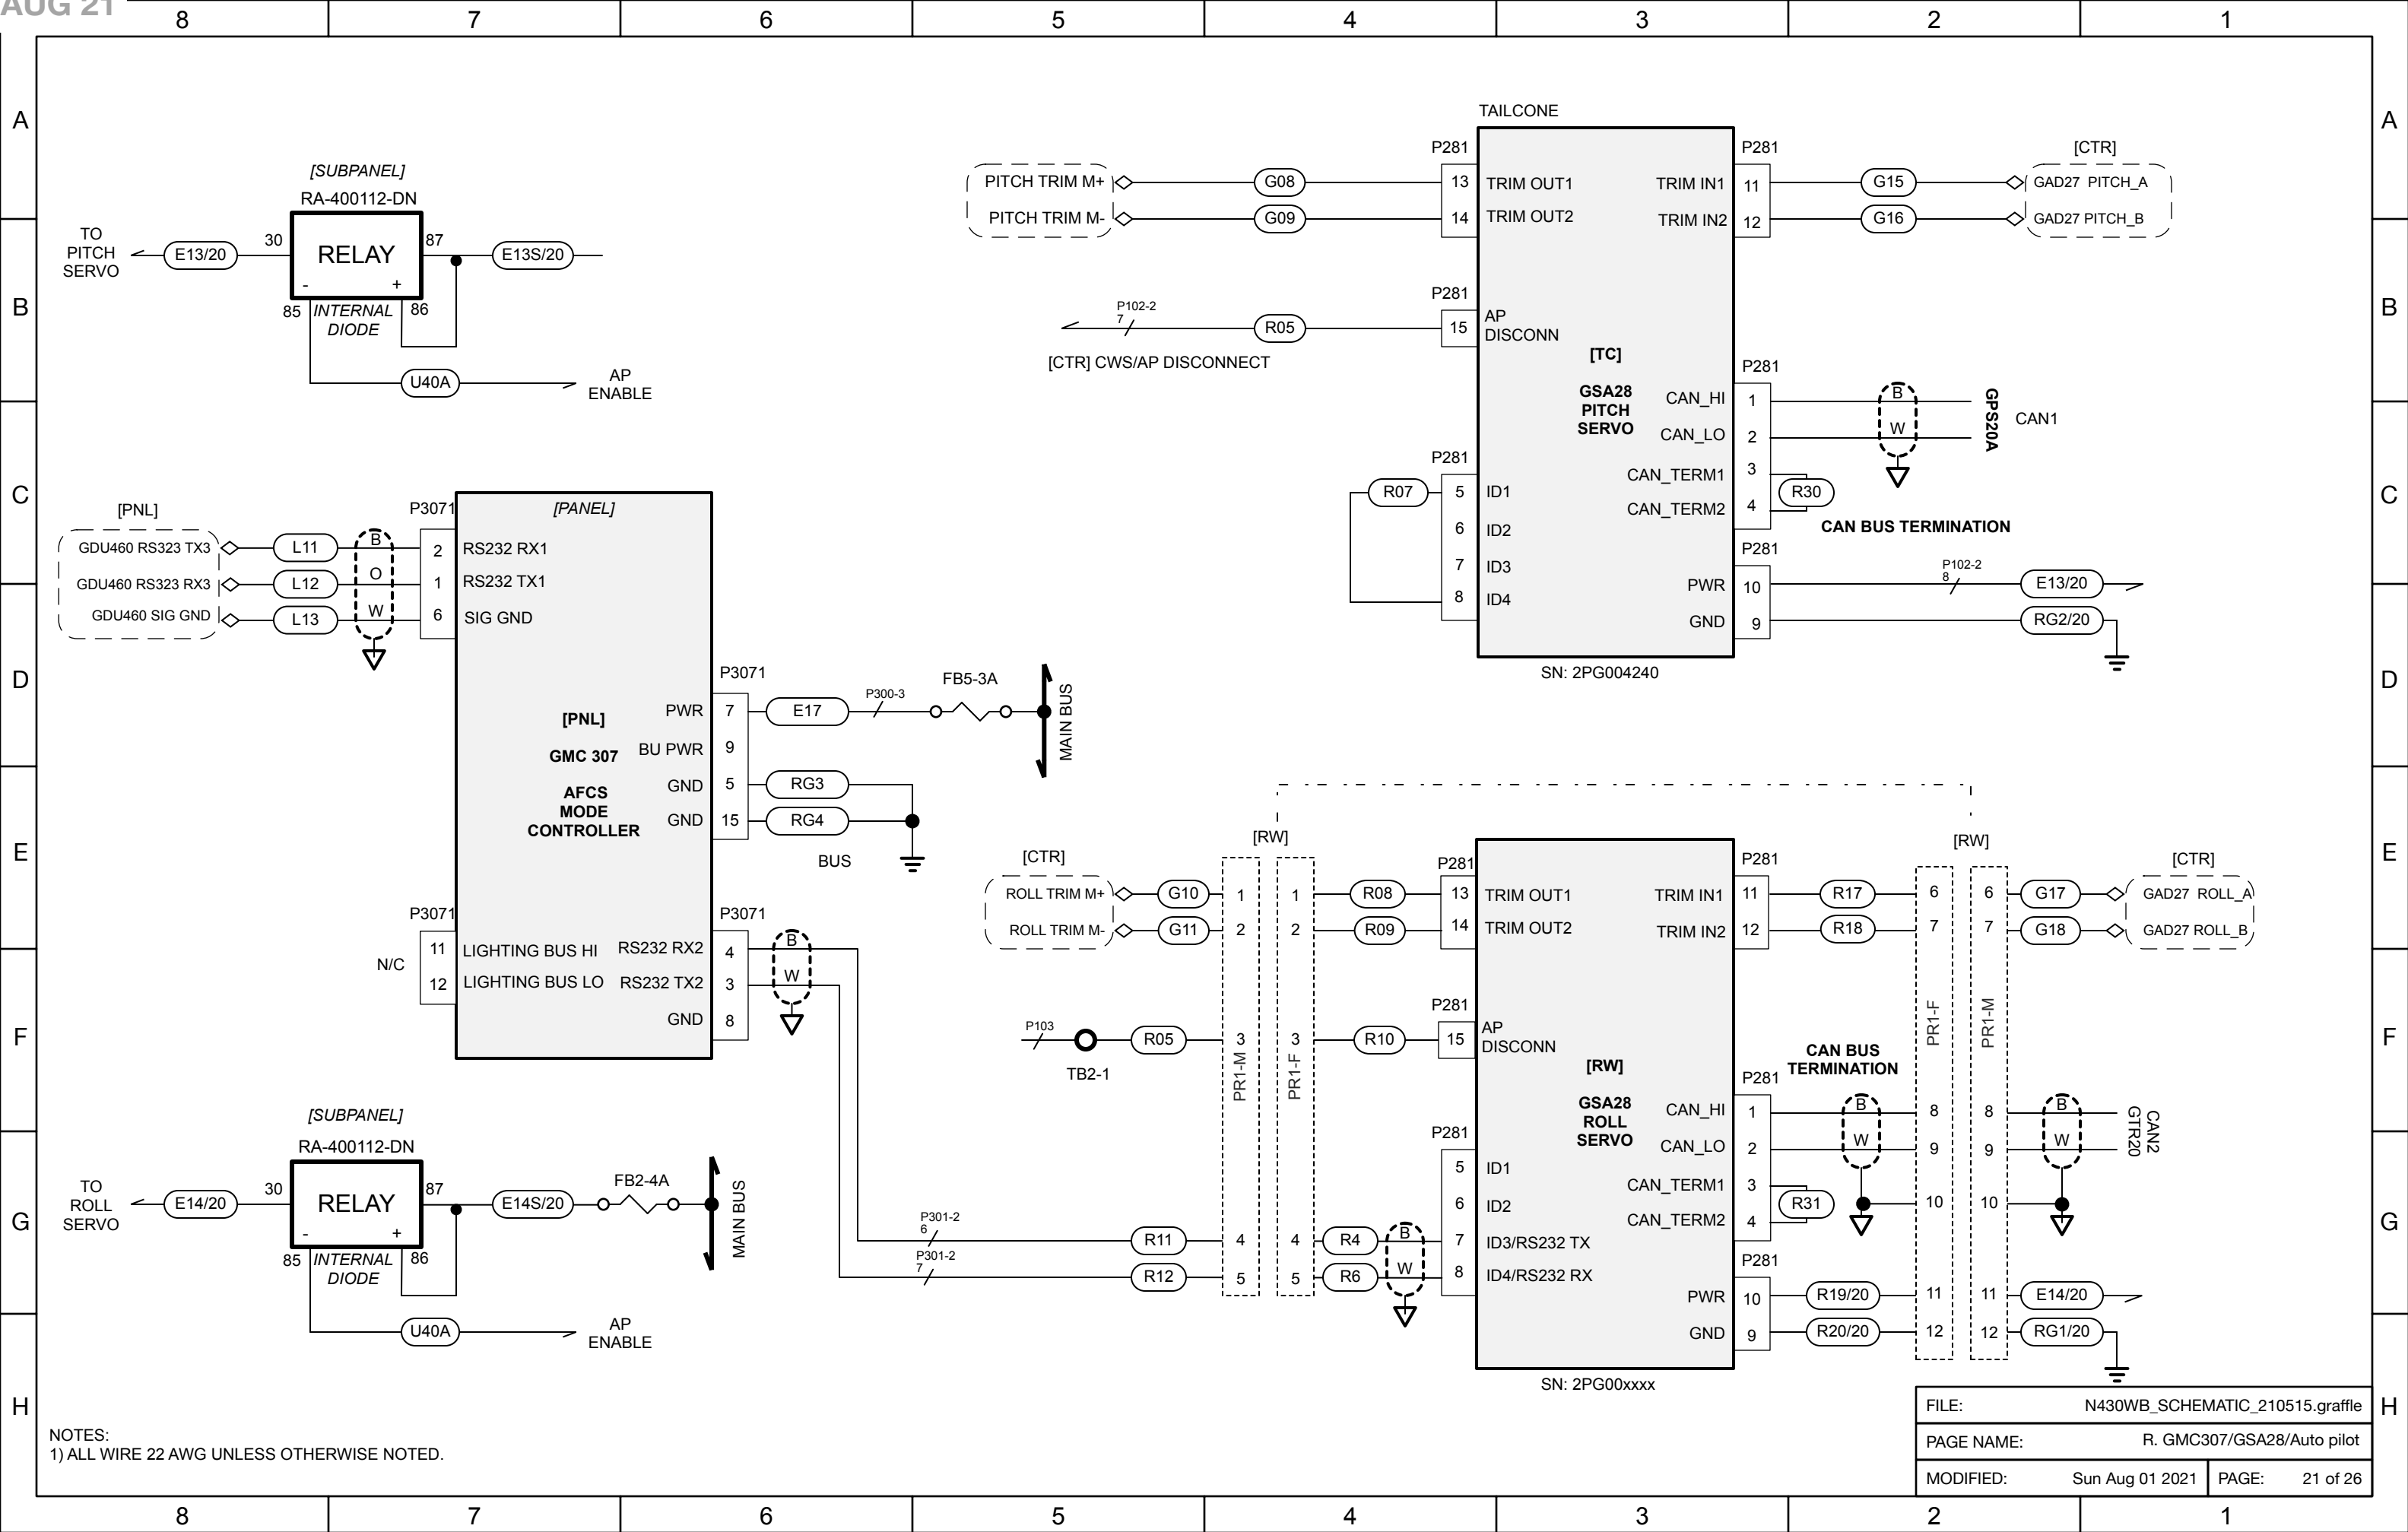 AUG 21
8 7 6 5 4 3 2 1
A
B
C
D
E
F
G
H
A
B
C
D
E
F
G
H
[SUBPANEL]
RA-400112-DN
TO
PITCH
SERVO
E13/20
30
RELAY
87
E13S/20
-
+
85
INTERNAL
DIODE
86
U40A
AP
ENABLE
TAILCONE
P281
PITCH TRIM M+
G08
13
TRIM OUT1
PITCH TRIM M-
G09
14
TRIM OUT2
P281
TRIM IN1
11
G15
[CTR]
GAD27 PITCH_A
TRIM IN2
12
G16
GAD27 PITCH_B
P281
P102-2
7
R05
15
AP
DISCONN
[CTR] CWS/AP DISCONNECT
[TC]
GSA28
PITCH
SERVO
P281
CAN_HI
1
B
CAN_LO
2
W
GPS20A
CAN1
CAN_TERM1
3
R30
CAN_TERM2
4
CAN BUS TERMINATION
P281
R07
5
ID1
6
ID2
7
ID3
8
ID4
P281
PWR
10
P102-2
8
E13/20
GND
9
RG2/20
SN: 2PG004240
[PNL]
P3071
[PANEL]
GDU460 RS323 TX3
L11
B
2
RS232 RX1
GDU460 RS323 RX3
L12
O
1
RS232 TX1
GDU460 SIG GND
L13
W
6
SIG GND
[PNL]
GMC 307
AFCS
MODE
CONTROLLER
P3071
PWR
7
E17
P300-3
FB5-3A
MAIN BUS
BU PWR
9
GND
5
RG3
GND
15
RG4
BUS
P3071
N/C
11
LIGHTING BUS HI
12
LIGHTING BUS LO
P3071
RS232 RX2
4
B
RS232 TX2
3
W
GND
8
[SUBPANEL]
RA-400112-DN
TO
ROLL
SERVO
E14/20
30
RELAY
87
E14S/20
FB2-4A
MAIN BUS
-
+
85
INTERNAL
DIODE
86
U40A
AP
ENABLE
[RW]
[CTR]
ROLL TRIM M+
G10
1
1
R08
P281
13
TRIM OUT1
ROLL TRIM M-
G11
2
2
R09
14
TRIM OUT2
P103
TB2-1
R05
3
3
R10
P281
15
AP
DISCONN
PR1-M
PR1-F
P281
5
ID1
6
ID2
P301-2
6
R11
4
4
R4
B
7
ID3/RS232 TX
P301-2
7
R12
5
5
R6
W
8
ID4/RS232 RX
[RW]
GSA28
ROLL
SERVO
SN: 2PG00xxxx
[RW]
P281
TRIM IN1
11
R17
6
6
G17
[CTR]
GAD27 ROLL_A
TRIM IN2
12
R18
7
7
G18
GAD27 ROLL_B
PR1-F
PR1-M
CAN BUS
TERMINATION
P281
CAN_HI
1
B
8
8
B
CAN_LO
2
W
9
9
W
CAN2
GTR20
CAN_TERM1
3
R31
10
10
CAN_TERM2
4
P281
PWR
10
R19/20
11
11
E14/20
GND
9
R20/20
12
12
RG1/20
NOTES:
1) ALL WIRE 22 AWG UNLESS OTHERWISE NOTED.
FILE: N430WB_SCHEMATIC_210515.graffle
PAGE NAME: R. GMC307/GSA28/Auto pilot
MODIFIED: Sun Aug 01 2021 PAGE: 21 of 26
8 7 6 5 4 3 2 1